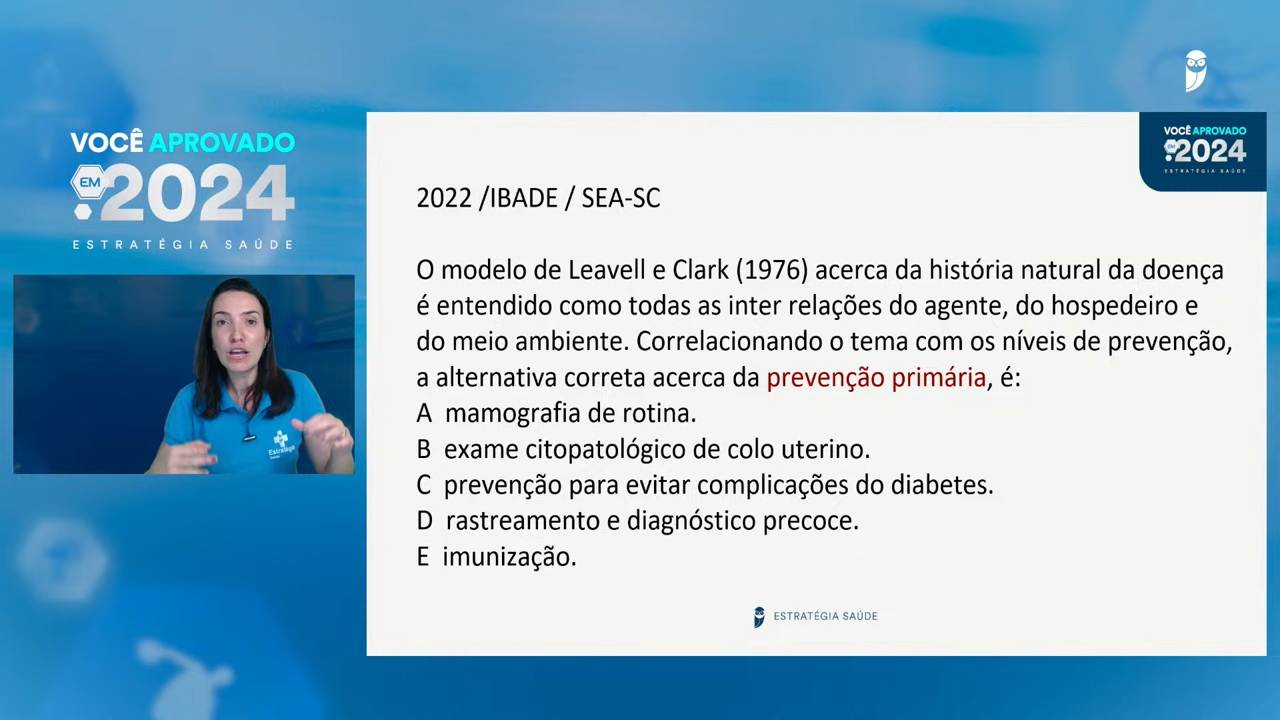 VOCÊ APROVADO
EM 2024
ESTRATÉGIA SAÚDE
Estratégia
VOCÊ APROVADO
EM 2024
ESTRATÉGIA SAÚDE
2022 /IBADE / SEA-SC
O modelo de Leavell e Clark (1976) acerca da história natural da doença
é entendido como todas as inter relações do agente, do hospedeiro e
do meio ambiente. Correlacionando o tema com os níveis de prevenção,
a alternativa correta acerca da prevenção primária, é:
A mamografia de rotina.
B exame citopatológico de colo uterino.
C prevenção para evitar complicações do diabetes.
D rastreamento e diagnóstico precoce.
E imunização.
ESTRATÉGIA SAÚDE